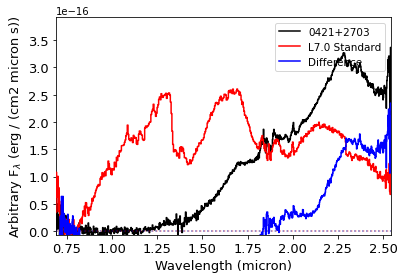 1e−16
0421+2703
L7.0 Standard
Difference
3.5
3.0
2.5
2.0
1.5
1.0
0.5
0.0
0.75 1.00 1.25 1.50 1.75 2.00 2.25 2.50
Arbitrary Fλ (erg / (cm2 micron s))
Wavelength (micron)